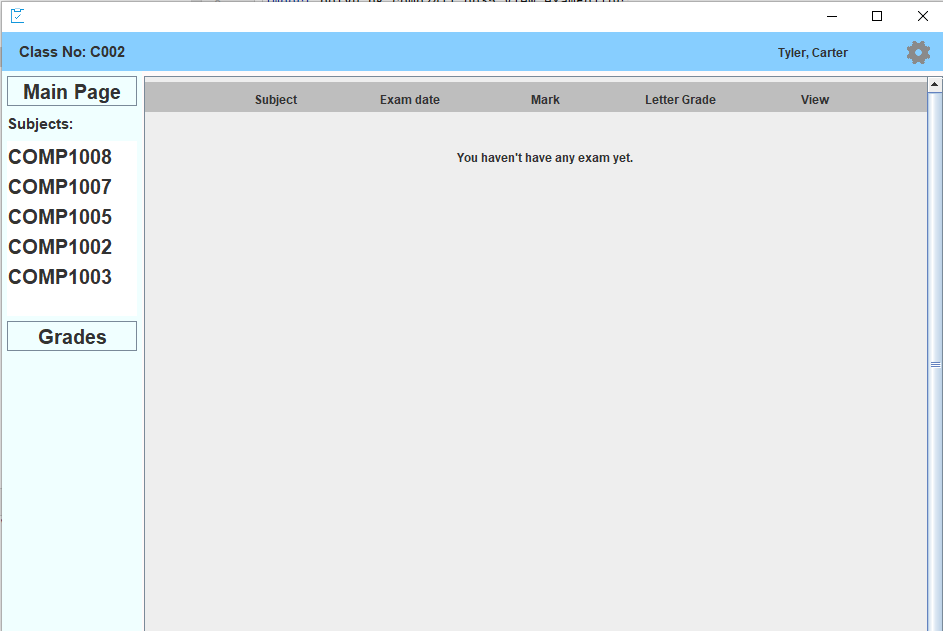 Class No: C002
Tyler, Carter
Main Page
Subjects:
COMP1008
COMP1007
COMP1005
COMP1002
COMP1003
Grades
Subject Exam date Mark Letter Grade View
You haven't have any exam yet.